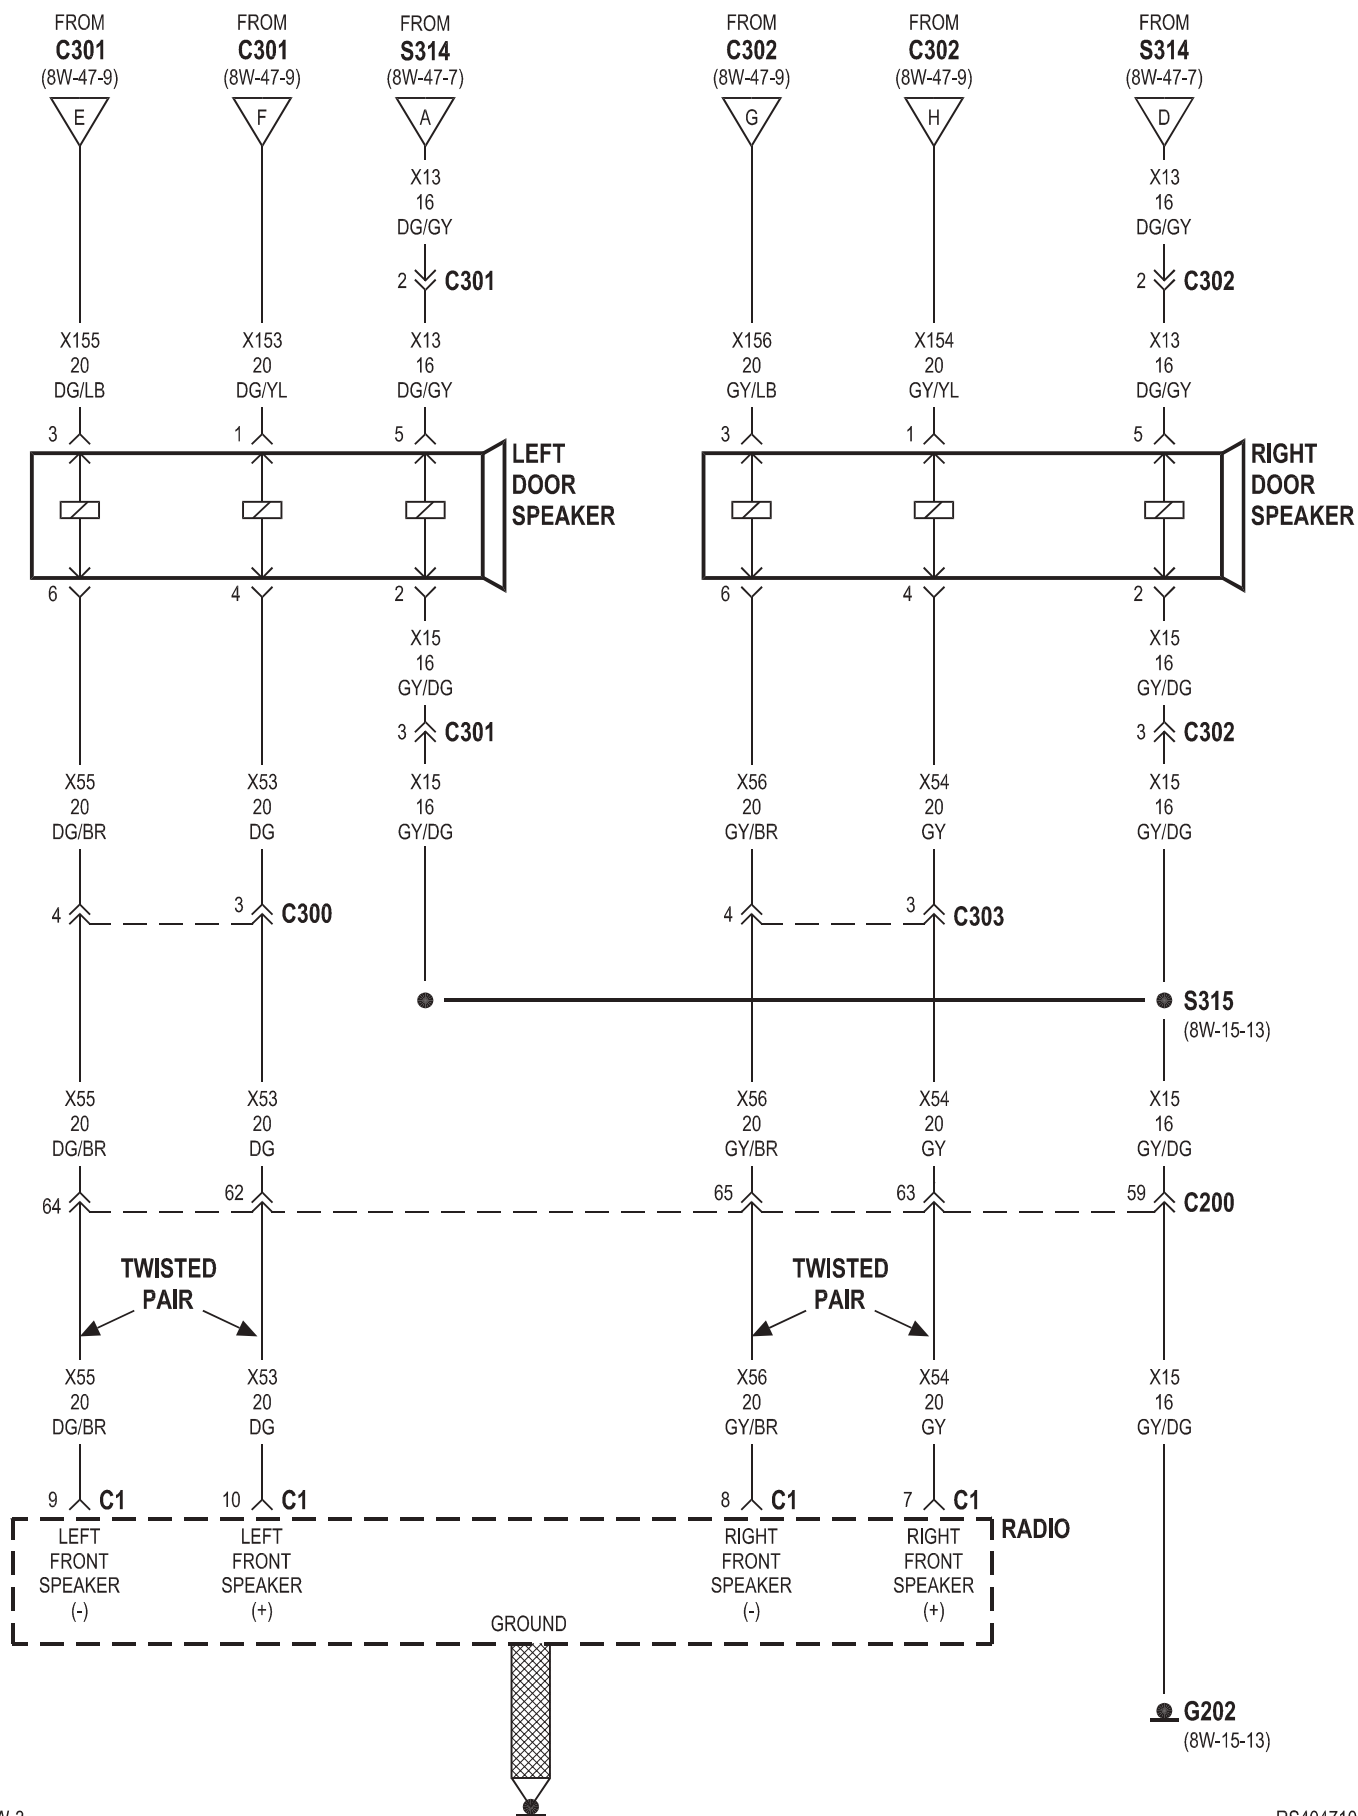 FROM FROM FROM FROM FROM FROM
C301 C301 S314 C302 C302 S314
(8W-47-9) (8W-47-9) (8W-47-7) (8W-47-9) (8W-47-9) (8W-47-7)
E F A G H D
X13 X13
16 16
DG/GY DG/GY
2 C301 2 C302
X155 X153 X13 X156 X154 X13
20 20 16 20 20 16
DG/LB DG/YL DG/GY GY/LB GY/YL DG/GY
3 1 5 3 1 5
LEFT RIGHT
DOOR DOOR
SPEAKER SPEAKER
6 4 2 6 4 2
X15 X15
16 16
GY/DG GY/DG
3 C301 3 C302
X55 X53 X15 X56 X54 X15
20 20 16 20 20 16
DG/BR DG GY/DG GY/BR GY GY/DG
4 3 C300 4 3 C303
S315
(8W-15-13)
X55 X53 X56 X54 X15
20 20 20 20 16
DG/BR DG GY/BR GY GY/DG
64 62 65 63 59 C200
TWISTED TWISTED
PAIR PAIR
X55 X53 X56 X54 X15
20 20 20 20 16
DG/BR DG GY/BR GY GY/DG
9 C1 10 C1 8 C1 7 C1
RADIO
LEFT LEFT RIGHT RIGHT
FRONT FRONT FRONT FRONT
SPEAKER SPEAKER SPEAKER SPEAKER
(-) (+) (-) (+)
GROUND
G202
(8W-15-13)